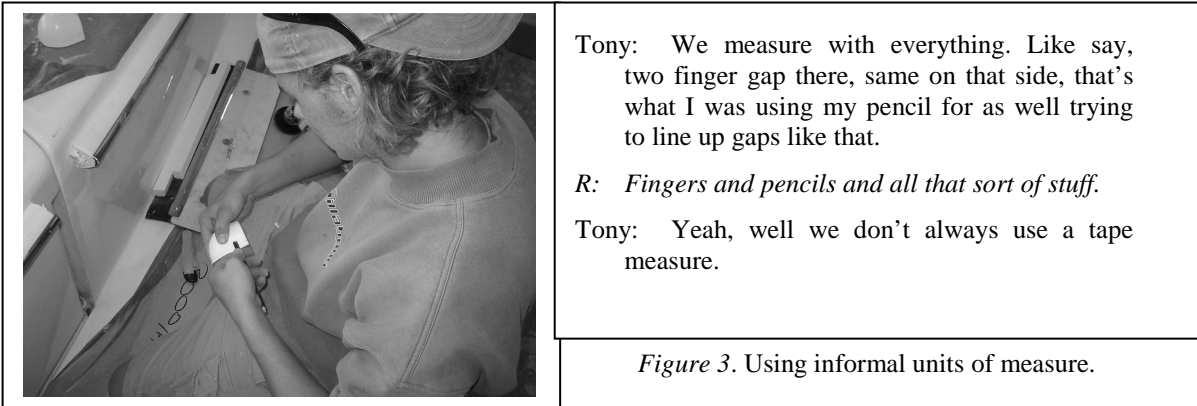 Tony: We measure with everything. Like say,
two finger gap there, same on that side, that’s
what I was using my pencil for as well trying
to line up gaps like that.
R: Fingers and pencils and all that sort of stuff.
Tony: Yeah, well we don’t always use a tape
measure.
Figure 3. Using informal units of measure.